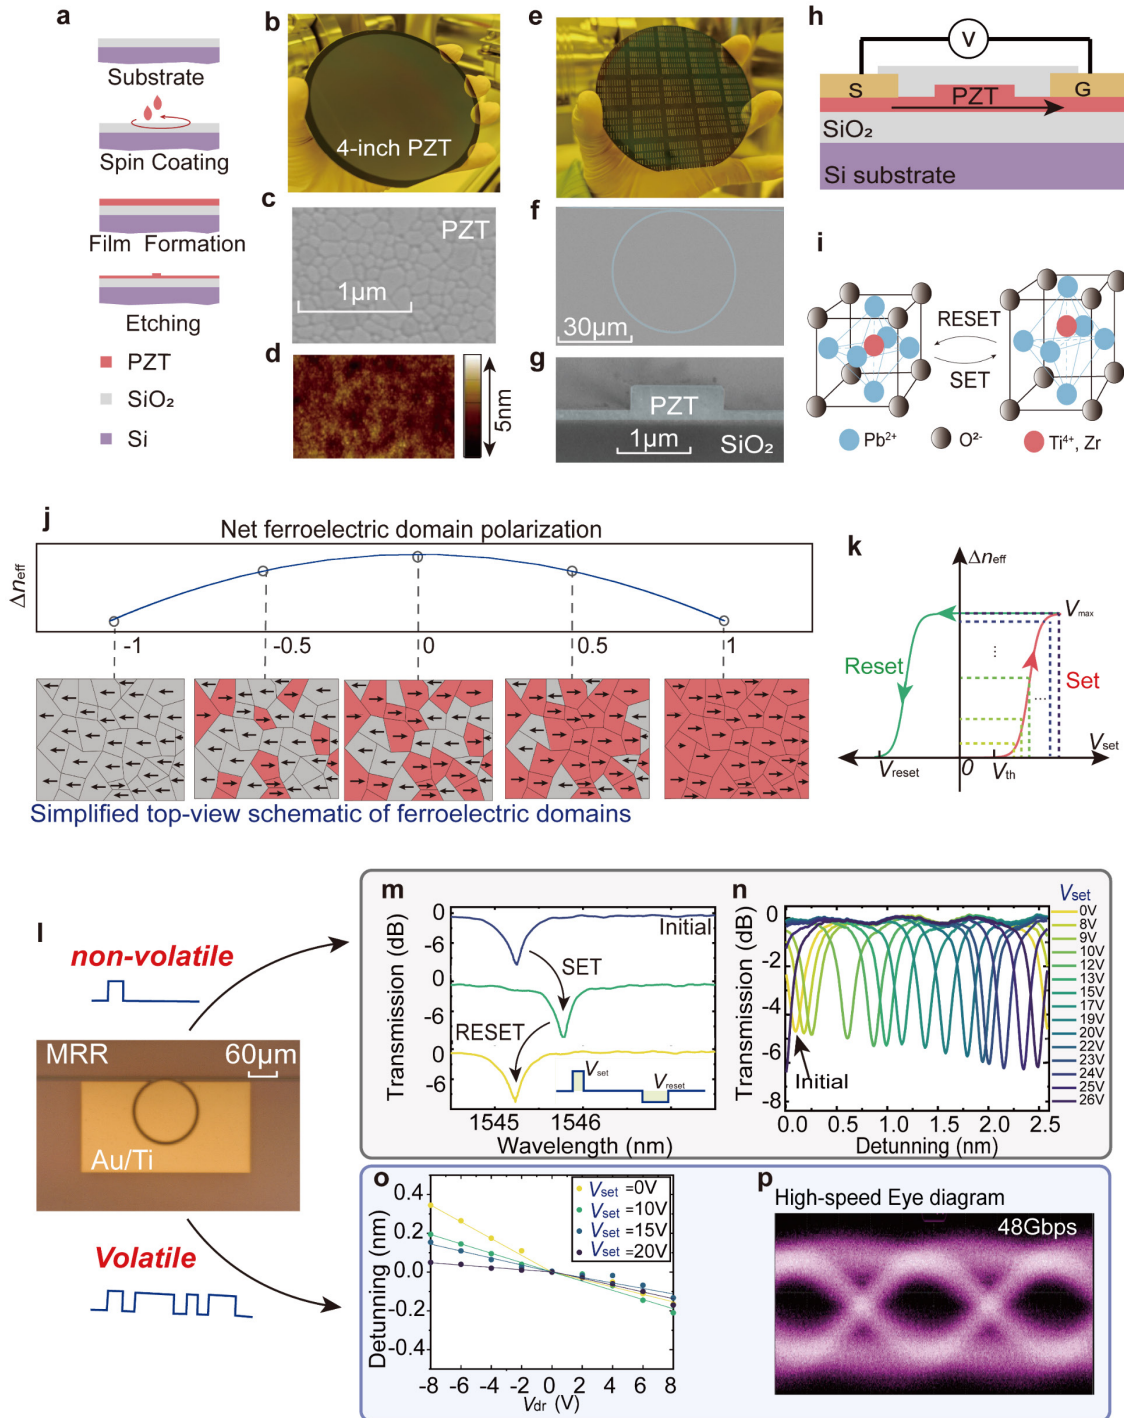 a
Substrate
Spin Coating
Film Formation
Etching
PZT
SiO₂
Si
b
4-inch PZT
c
PZT
1μm
d
5nm
e
f
30μm
g
PZT
1μm
SiO₂
h
V
S
PZT
G
SiO₂
Si substrate
i
RESET
SET
Pb²⁺
O²⁻
Ti⁴⁺, Zr
j
Net ferroelectric domain polarization
Δneff
-1
-0.5
0
0.5
1
Simplified top-view schematic of ferroelectric domains
k
Δneff
Vmax
Reset
Set
Vset
Vreset
0
Vth
l
non-volatile
MRR
60μm
Au/Ti
Volatile
m
Transmission (dB)
0
-6
0
-6
0
-6
Initial
SET
RESET
Vset
Vreset
1545
1546
Wavelength (nm)
n
Transmission (dB)
0
-2
-4
-6
-8
Initial
0.0
0.5
1.0
1.5
2.0
2.5
Detunning (nm)
Vset
0V
8V
9V
10V
12V
13V
15V
17V
19V
20V
22V
23V
24V
25V
26V
o
Detunning (nm)
0.4
0.2
0.0
-0.2
-0.4
Vset =0V
Vset =10V
Vset =15V
Vset =20V
-8 -6 -4 -2 0 2 4 6 8
Vdr (V)
p
High-speed Eye diagram
48Gbps